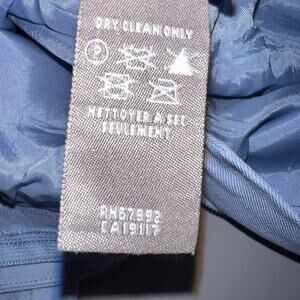 DRY CLEAN ONLY
P
NETTOYER A SEC
SEULEMENT
RN67992
CA19117